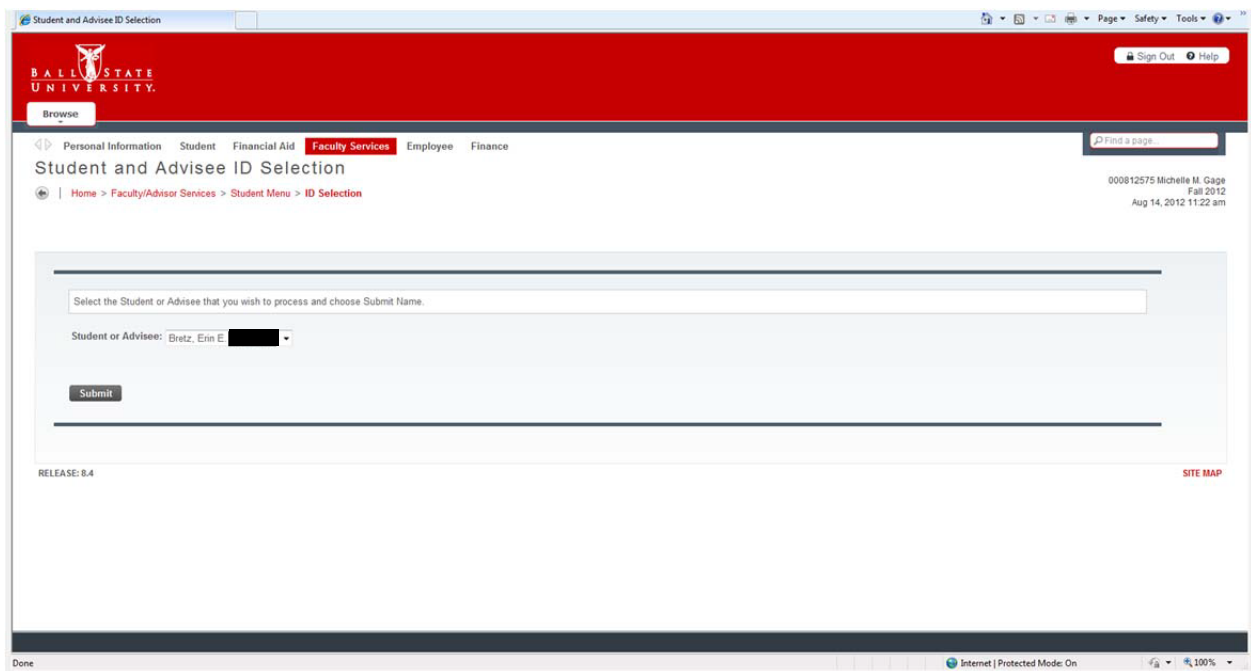 Student and Advisee ID Selection
Page Safety Tools
BALL STATE
UNIVERSITY.
Sign Out Help
Browse
Personal Information Student Financial Aid Faculty Services Employee Finance
Find a page...
Student and Advisee ID Selection
Home > Faculty/Advisor Services > Student Menu > ID Selection
000812575 Michelle M. Gage
Fall 2012
Aug 14, 2012 11:22 am
Select the Student or Advisee that you wish to process and choose Submit Name.
Student or Advisee: Bretz, Erin E.
Submit
RELEASE: 8.4
SITE MAP
Done
Internet | Protected Mode: On
100%